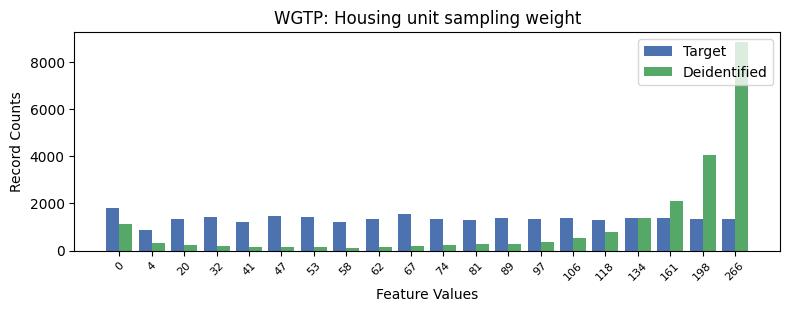 WGTP: Housing unit sampling weight
Target
Deidentified
Record Counts
8000
6000
4000
2000
0
0 4 20 32 41 47 53 58 62 67 74 81 89 97 106 118 134 161 198 266
Feature Values